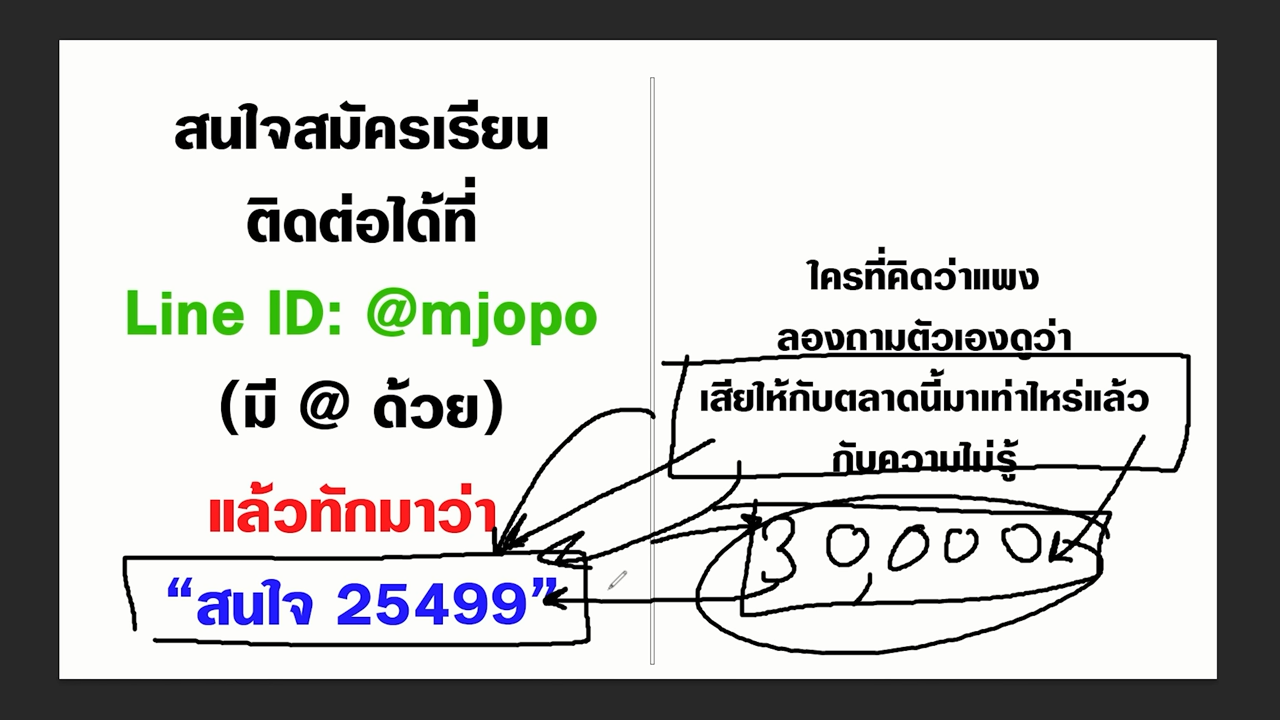 สนใจสมัครเรียน
ติดต่อได้ที่
Line ID: @mjopo
(มี @ ด้วย)
แล้วทักมาว่า
“สนใจ 25499”
ใครที่คิดว่าแพง
ลองถามตัวเองดูว่า
เสียให้กับตลาดนี้มาเท่าไหร่แล้ว
กับความไม่รู้
30,000